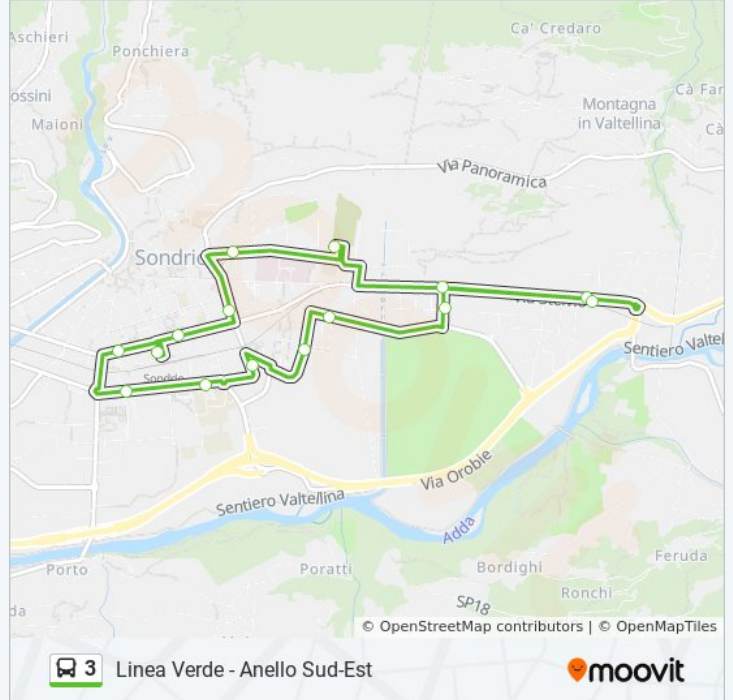 Aschieri
Ca' Credaro
Ponchiera
ossini
Cà Far
Montagna
in Valtellina
Maioni
Cà
Via Panoramica
Sondrio
Sentiero Valtel
Sondrio
Via Orobie
Sentiero Valtellina
Adda
Porto
Poratti
Bordighi
Feruda
Ronchi
SP18
da
© OpenStreetMap contributors | © OpenMapTiles
3 Linea Verde - Anello Sud-Est
moovit